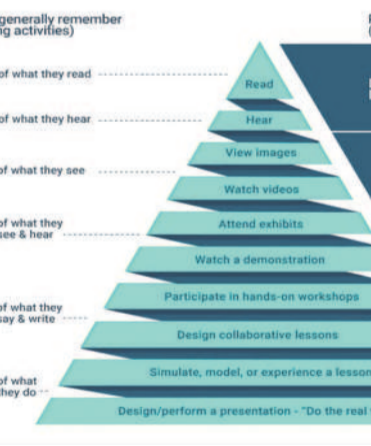 generally remember
ng activities)
of what they read
Read
of what they hear
Hear
View images
of what they see
Watch videos
of what they
see & hear
Attend exhibits
Watch a demonstration
Participate in hands-on workshops
of what they
say & write
Design collaborative lessons
Simulate, model, or experience a lesson
of what
they do
Design/perform a presentation - "Do the real